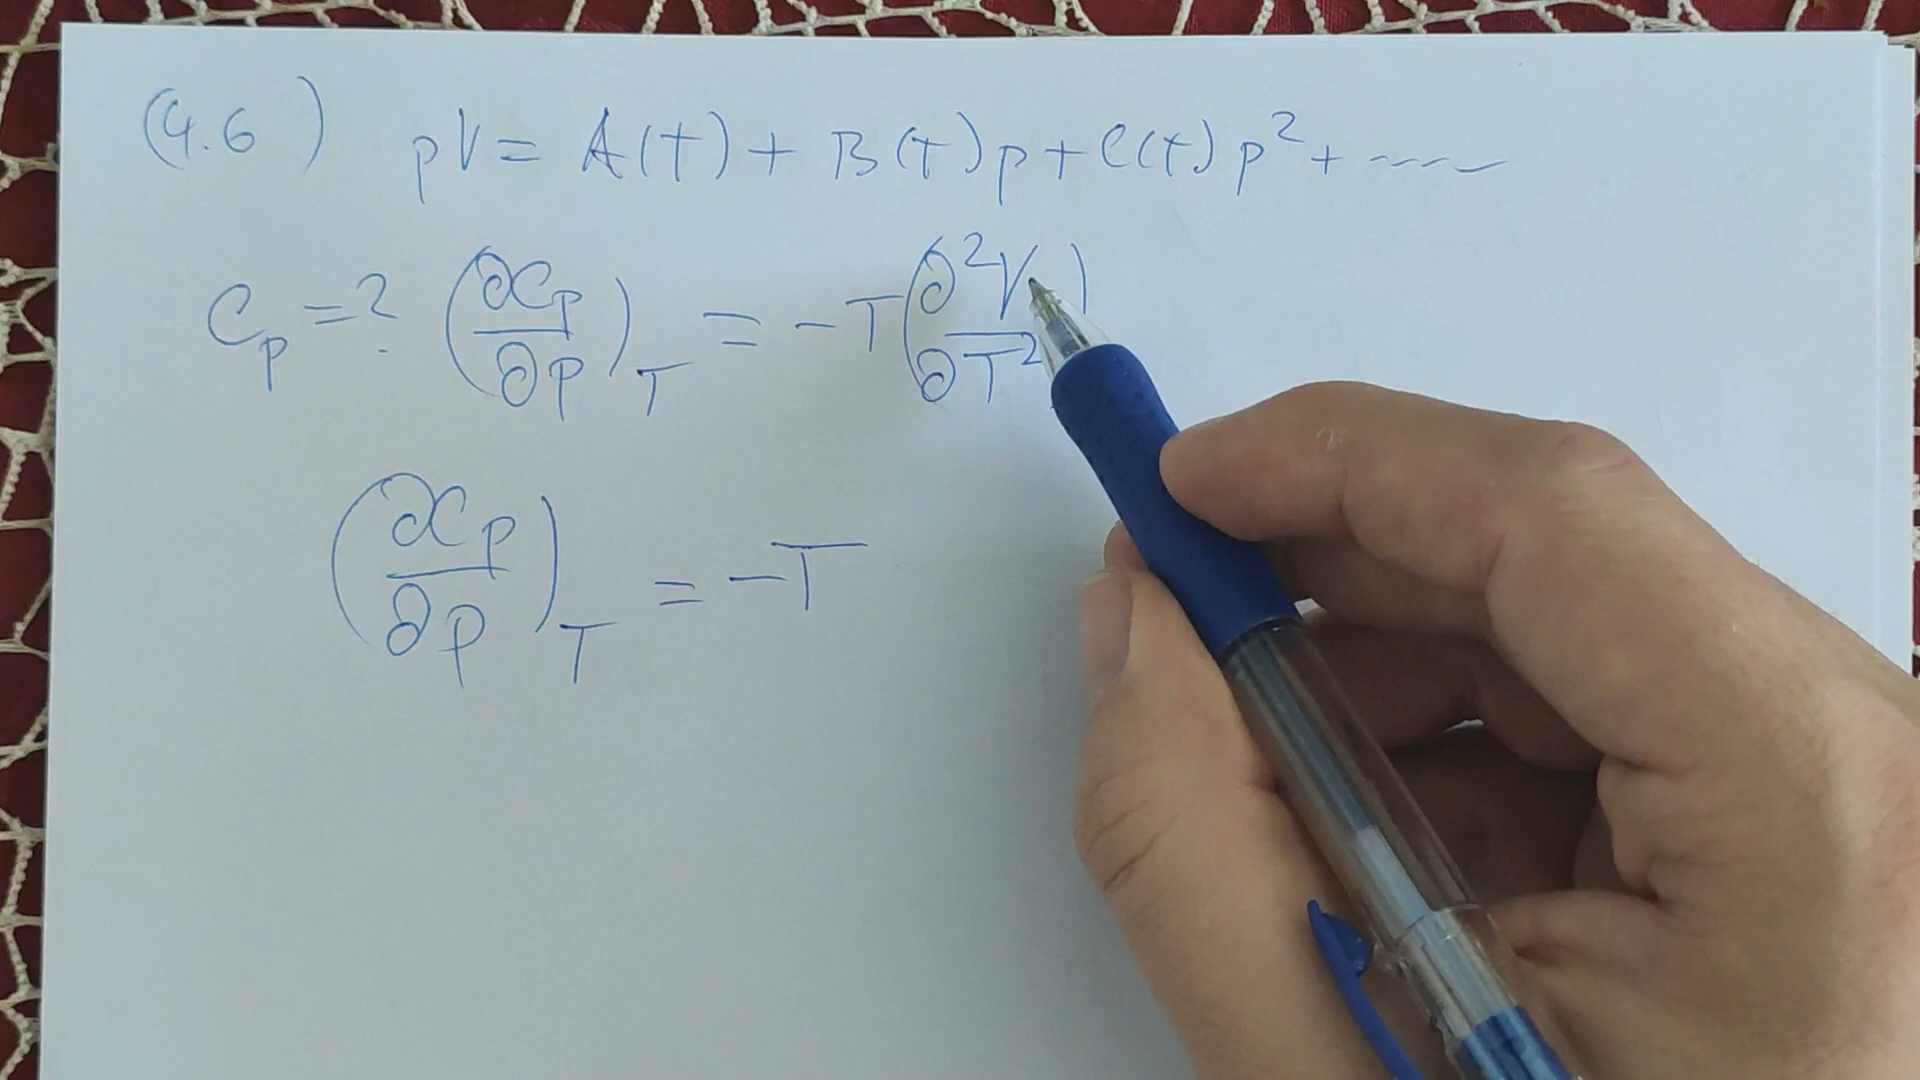 (4.6) pV = A(T) + B(T)p + C(T)p² + ----
Cp = ? (∂Cp/∂p)T = -T(∂²V/∂T²)
(∂Cp/∂p)T = -T